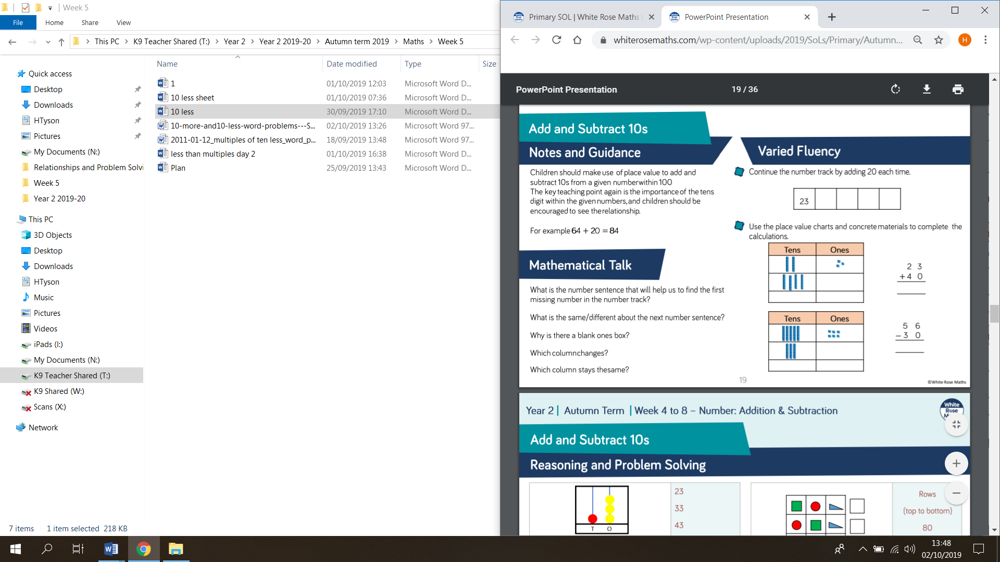 Week 5
File Home Share View
This PC K9 Teacher Shared (T:) Year 2 Year 2 2019-20 Autumn term 2019 Maths Week 5
Quick access
Desktop
Downloads
HTyson
Pictures
My Documents (N:)
Relationships and Problem Solvi
Week 5
Year 2 2019-20
This PC
3D Objects
Desktop
Downloads
HTyson
Music
Pictures
Videos
iPads (I:)
My Documents (N:)
K9 Teacher Shared (T:)
K9 Shared (W:)
Scans (X:)
Network
Name Date modified Type Size
1 01/10/2019 12:03 Microsoft Word D...
10 less sheet 01/10/2019 07:36 Microsoft Word D...
10 less 30/09/2019 17:10 Microsoft Word D...
10-more-and10-less-word-problems---S... 02/10/2019 13:26 Microsoft Word 97...
2011-01-12_multiples of ten less_word_p... 18/09/2019 13:48 Microsoft Word 97...
less than multiples day 2 01/10/2019 16:38 Microsoft Word D...
Plan 25/09/2019 13:43 Microsoft Word D...
7 items 1 item selected 218 KB
Primary SOL | White Rose Maths PowerPoint Presentation
whiterosemaths.com/wp-content/uploads/2019/SoLs/Primary/Autumn... H
PowerPoint Presentation 19 / 36
Add and Subtract 10s
Notes and Guidance
Children should make use of place value to add and
subtract 10s from a given number within 100
The key teaching point again is the importance of the tens
digit within the given numbers, and children should be
encouraged to see the relationship.
For example 64 + 20 = 84
Mathematical Talk
What is the number sentence that will help us to find the first
missing number in the number track?
What is the same/different about the next number sentence?
Why is there a blank ones box?
Which column changes?
Which column stays the same?
Varied Fluency
Continue the number track by adding 20 each time.
23
Use the place value charts and concrete materials to complete the
calculations.
Tens Ones
2 3
+4 0
Tens Ones
5 6
−3 0
19
©White Rose Maths
Year 2 | Autumn Term | Week 4 to 8 – Number: Addition & Subtraction
White
Rose
Add and Subtract 10s
Reasoning and Problem Solving
T O
23
33
43
Rows
(top to bottom)
80
13:48
02/10/2019